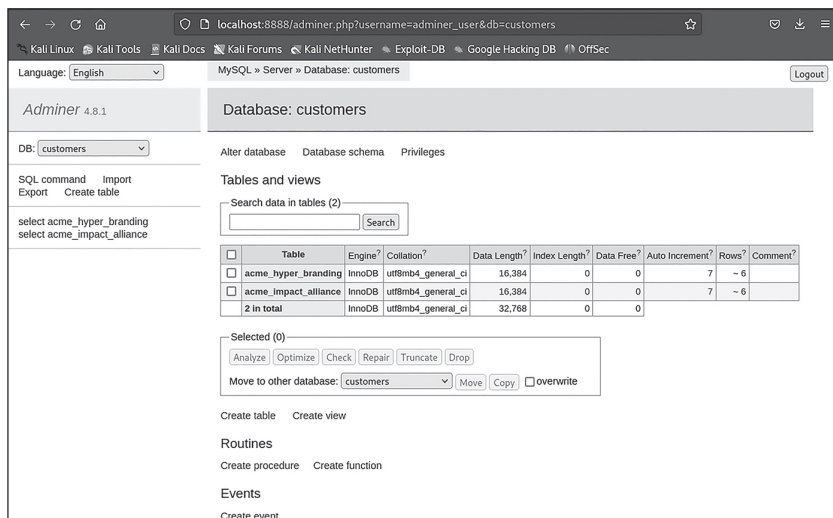 localhost:8888/adminer.php?username=adminer_user&db=customers
Kali Linux Kali Tools Kali Docs Kali Forums Kali NetHunter Exploit-DB Google Hacking DB OffSec
Language: English
MySQL » Server » Database: customers
Logout
Adminer 4.8.1
Database: customers
DB: customers
SQL command Import
Export Create table
select acme_hyper_branding
select acme_impact_alliance
Alter database Database schema Privileges
Tables and views
Search data in tables (2)
Search
Table Engine? Collation? Data Length? Index Length? Data Free? Auto Increment? Rows? Comment?
acme_hyper_branding InnoDB utf8mb4_general_ci 16,384 0 0 7 ~ 6
acme_impact_alliance InnoDB utf8mb4_general_ci 16,384 0 0 7 ~ 6
2 in total InnoDB utf8mb4_general_ci 32,768 0 0
Selected (0)
Analyze Optimize Check Repair Truncate Drop
Move to other database: customers Move Copy overwrite
Create table Create view
Routines
Create procedure Create function
Events
Create event